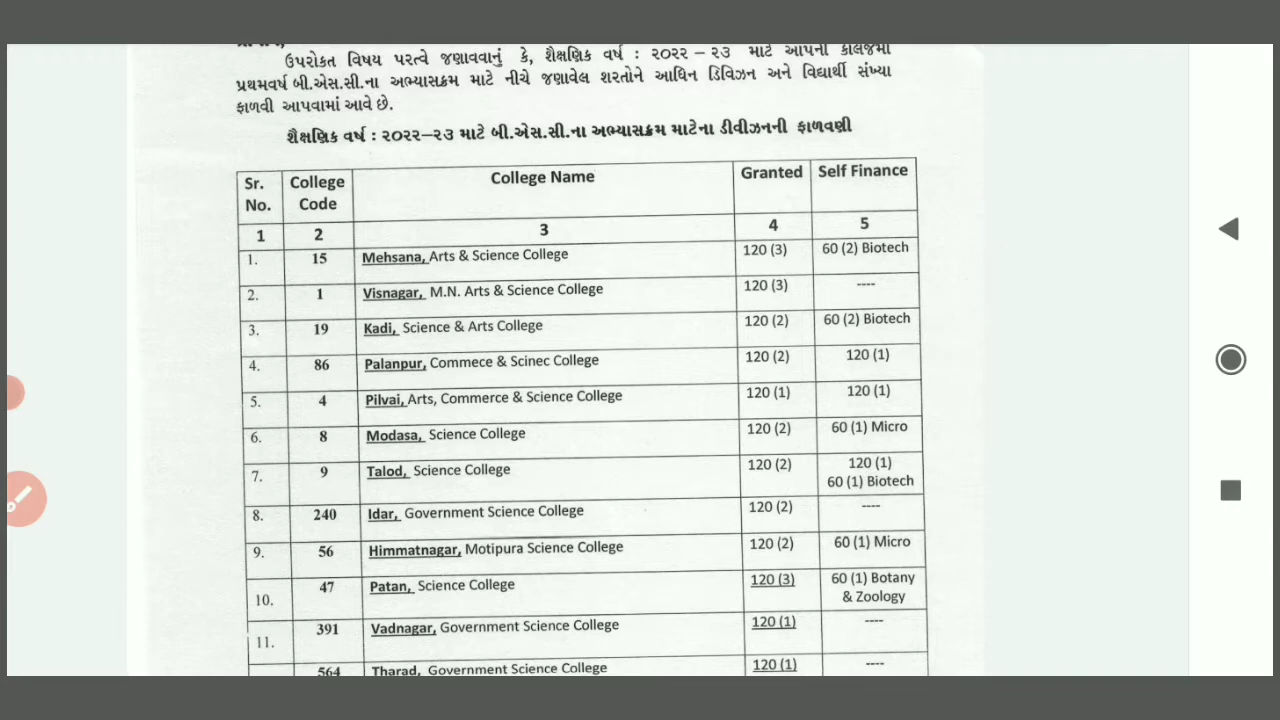 ઉપરોકત વિષય પરત્વે જણાવવાનું કે, શૈક્ષણિક વર્ષ : ૨૦૨૨ – ૨૩ માટે આપની કોલેજમાં
પ્રથમવર્ષ બી.એસ.સી.ના અભ્યાસક્રમ માટે નીચે જણાવેલ શરતોને આધિન ડિવિઝન અને વિદ્યાર્થી સંખ્યા
ફાળવી આપવામાં આવે છે.
શૈક્ષણિક વર્ષ : ૨૦૨૨–૨૩ માટે બી.એસ.સી.ના અભ્યાસક્રમ માટેના ડીવીઝનની ફાળવણી
Sr. No. College Code College Name Granted Self Finance
1 2 3 4 5
1. 15 Mehsana, Arts & Science College 120 (3) 60 (2) Biotech
2. 1 Visnagar, M.N. Arts & Science College 120 (3) ----
3. 19 Kadi, Science & Arts College 120 (2) 60 (2) Biotech
4. 86 Palanpur, Commece & Scinec College 120 (2) 120 (1)
5. 4 Pilvai, Arts, Commerce & Science College 120 (1) 120 (1)
6. 8 Modasa, Science College 120 (2) 60 (1) Micro
7. 9 Talod, Science College 120 (2) 120 (1)
60 (1) Biotech
8. 240 Idar, Government Science College 120 (2) ----
9. 56 Himmatnagar, Motipura Science College 120 (2) 60 (1) Micro
10. 47 Patan, Science College 120 (3) 60 (1) Botany
& Zoology
11. 391 Vadnagar, Government Science College 120 (1) ----
564 Tharad, Government Science College 120 (1) ----